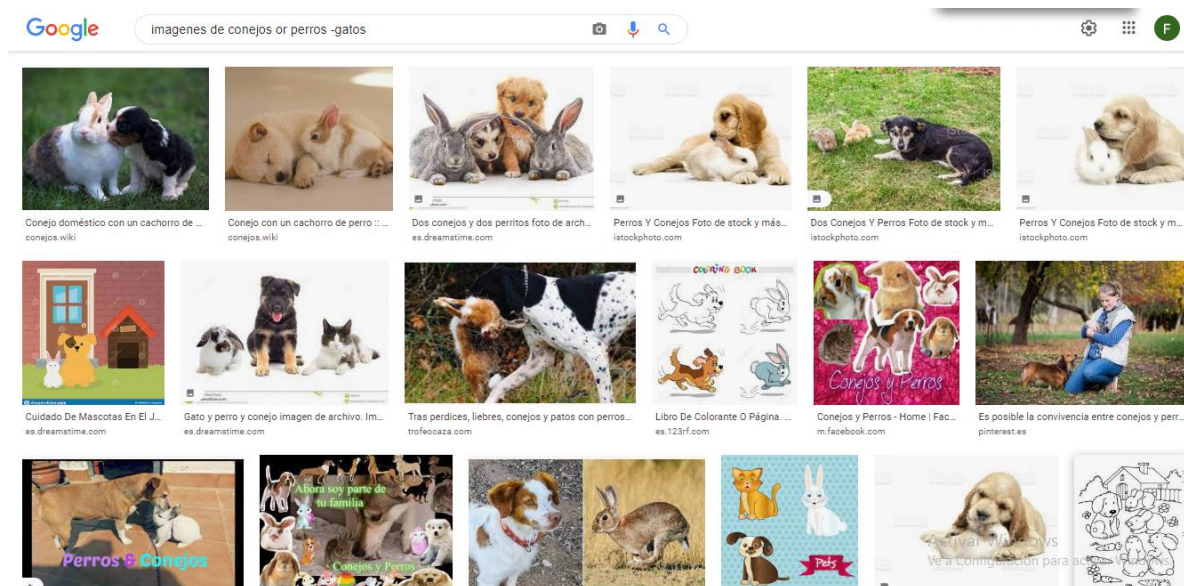 Google
imagenes de conejos or perros -gatos
F
Conejo doméstico con un cachorro de ...
conejos.wiki
Conejo con un cachorro de perro :: ...
conejos.wiki
Dos conejos y dos perritos foto de arch...
es.dreamstime.com
Perros Y Conejos Foto de stock y más...
istockphoto.com
Dos Conejos Y Perros Foto de stock y m...
istockphoto.com
Perros Y Conejos Foto de stock y m...
istockphoto.com
COLORING BOOK
Conejos y Perros
Cuidado De Mascotas En El J...
es.dreamstime.com
Gato y perro y conejo imagen de archivo. Im...
es.dreamstime.com
Tras perdices, liebres, conejos y patos con perros...
trofeocaza.com
Libro De Colorante O Página. ...
es.123rf.com
Conejos y Perros - Home | Fac...
m.facebook.com
Es posible la convivencia entre conejos y perr...
pinterest.es
Perros & Conejos
Ahora soy parte de
tu familia
Conejos y Perros
Pets
Activar Windows
Ve a Configuración para activar Windows.